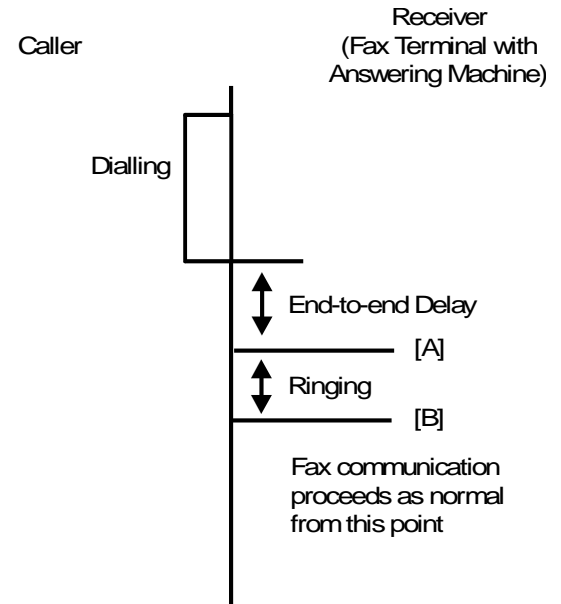 Caller
Receiver
(Fax Terminal with
Answering Machine)
Dialling
End-to-end Delay
[A]
Ringing
[B]
Fax communication
proceeds as normal
from this point